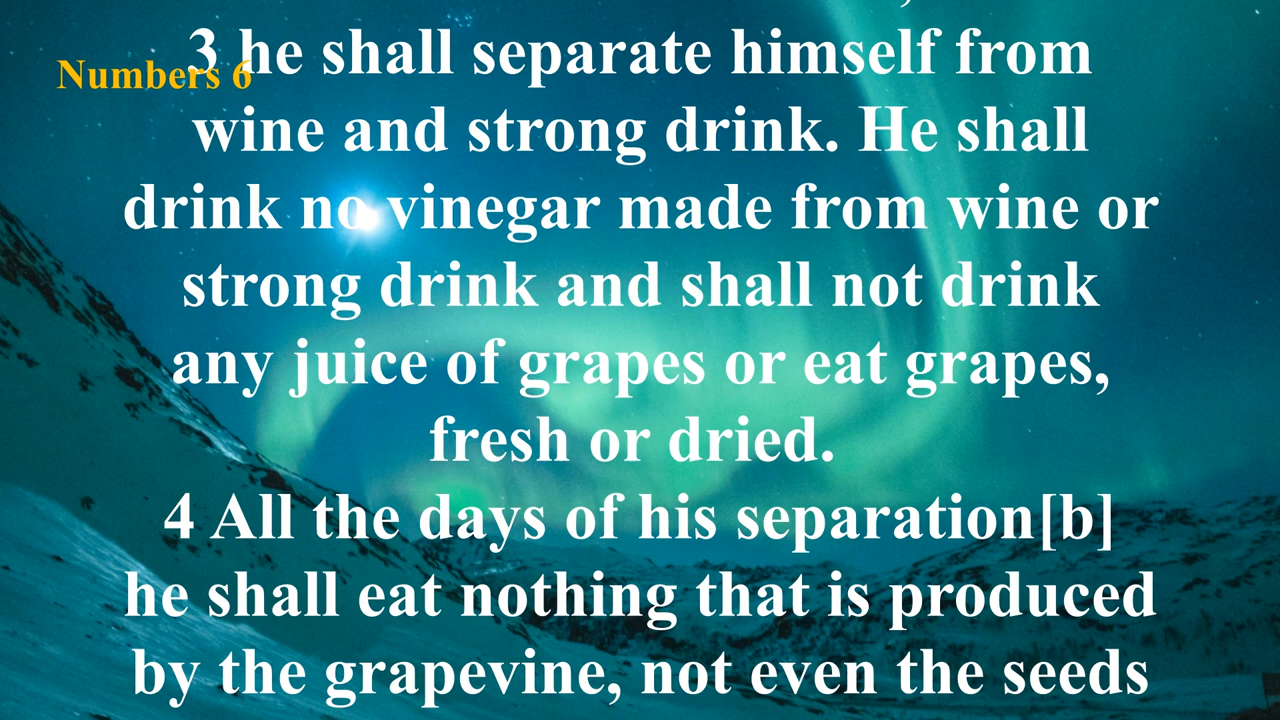 Numbers 6
3 he shall separate himself from
wine and strong drink. He shall
drink no vinegar made from wine or
strong drink and shall not drink
any juice of grapes or eat grapes,
fresh or dried.
4 All the days of his separation[b]
he shall eat nothing that is produced
by the grapevine, not even the seeds